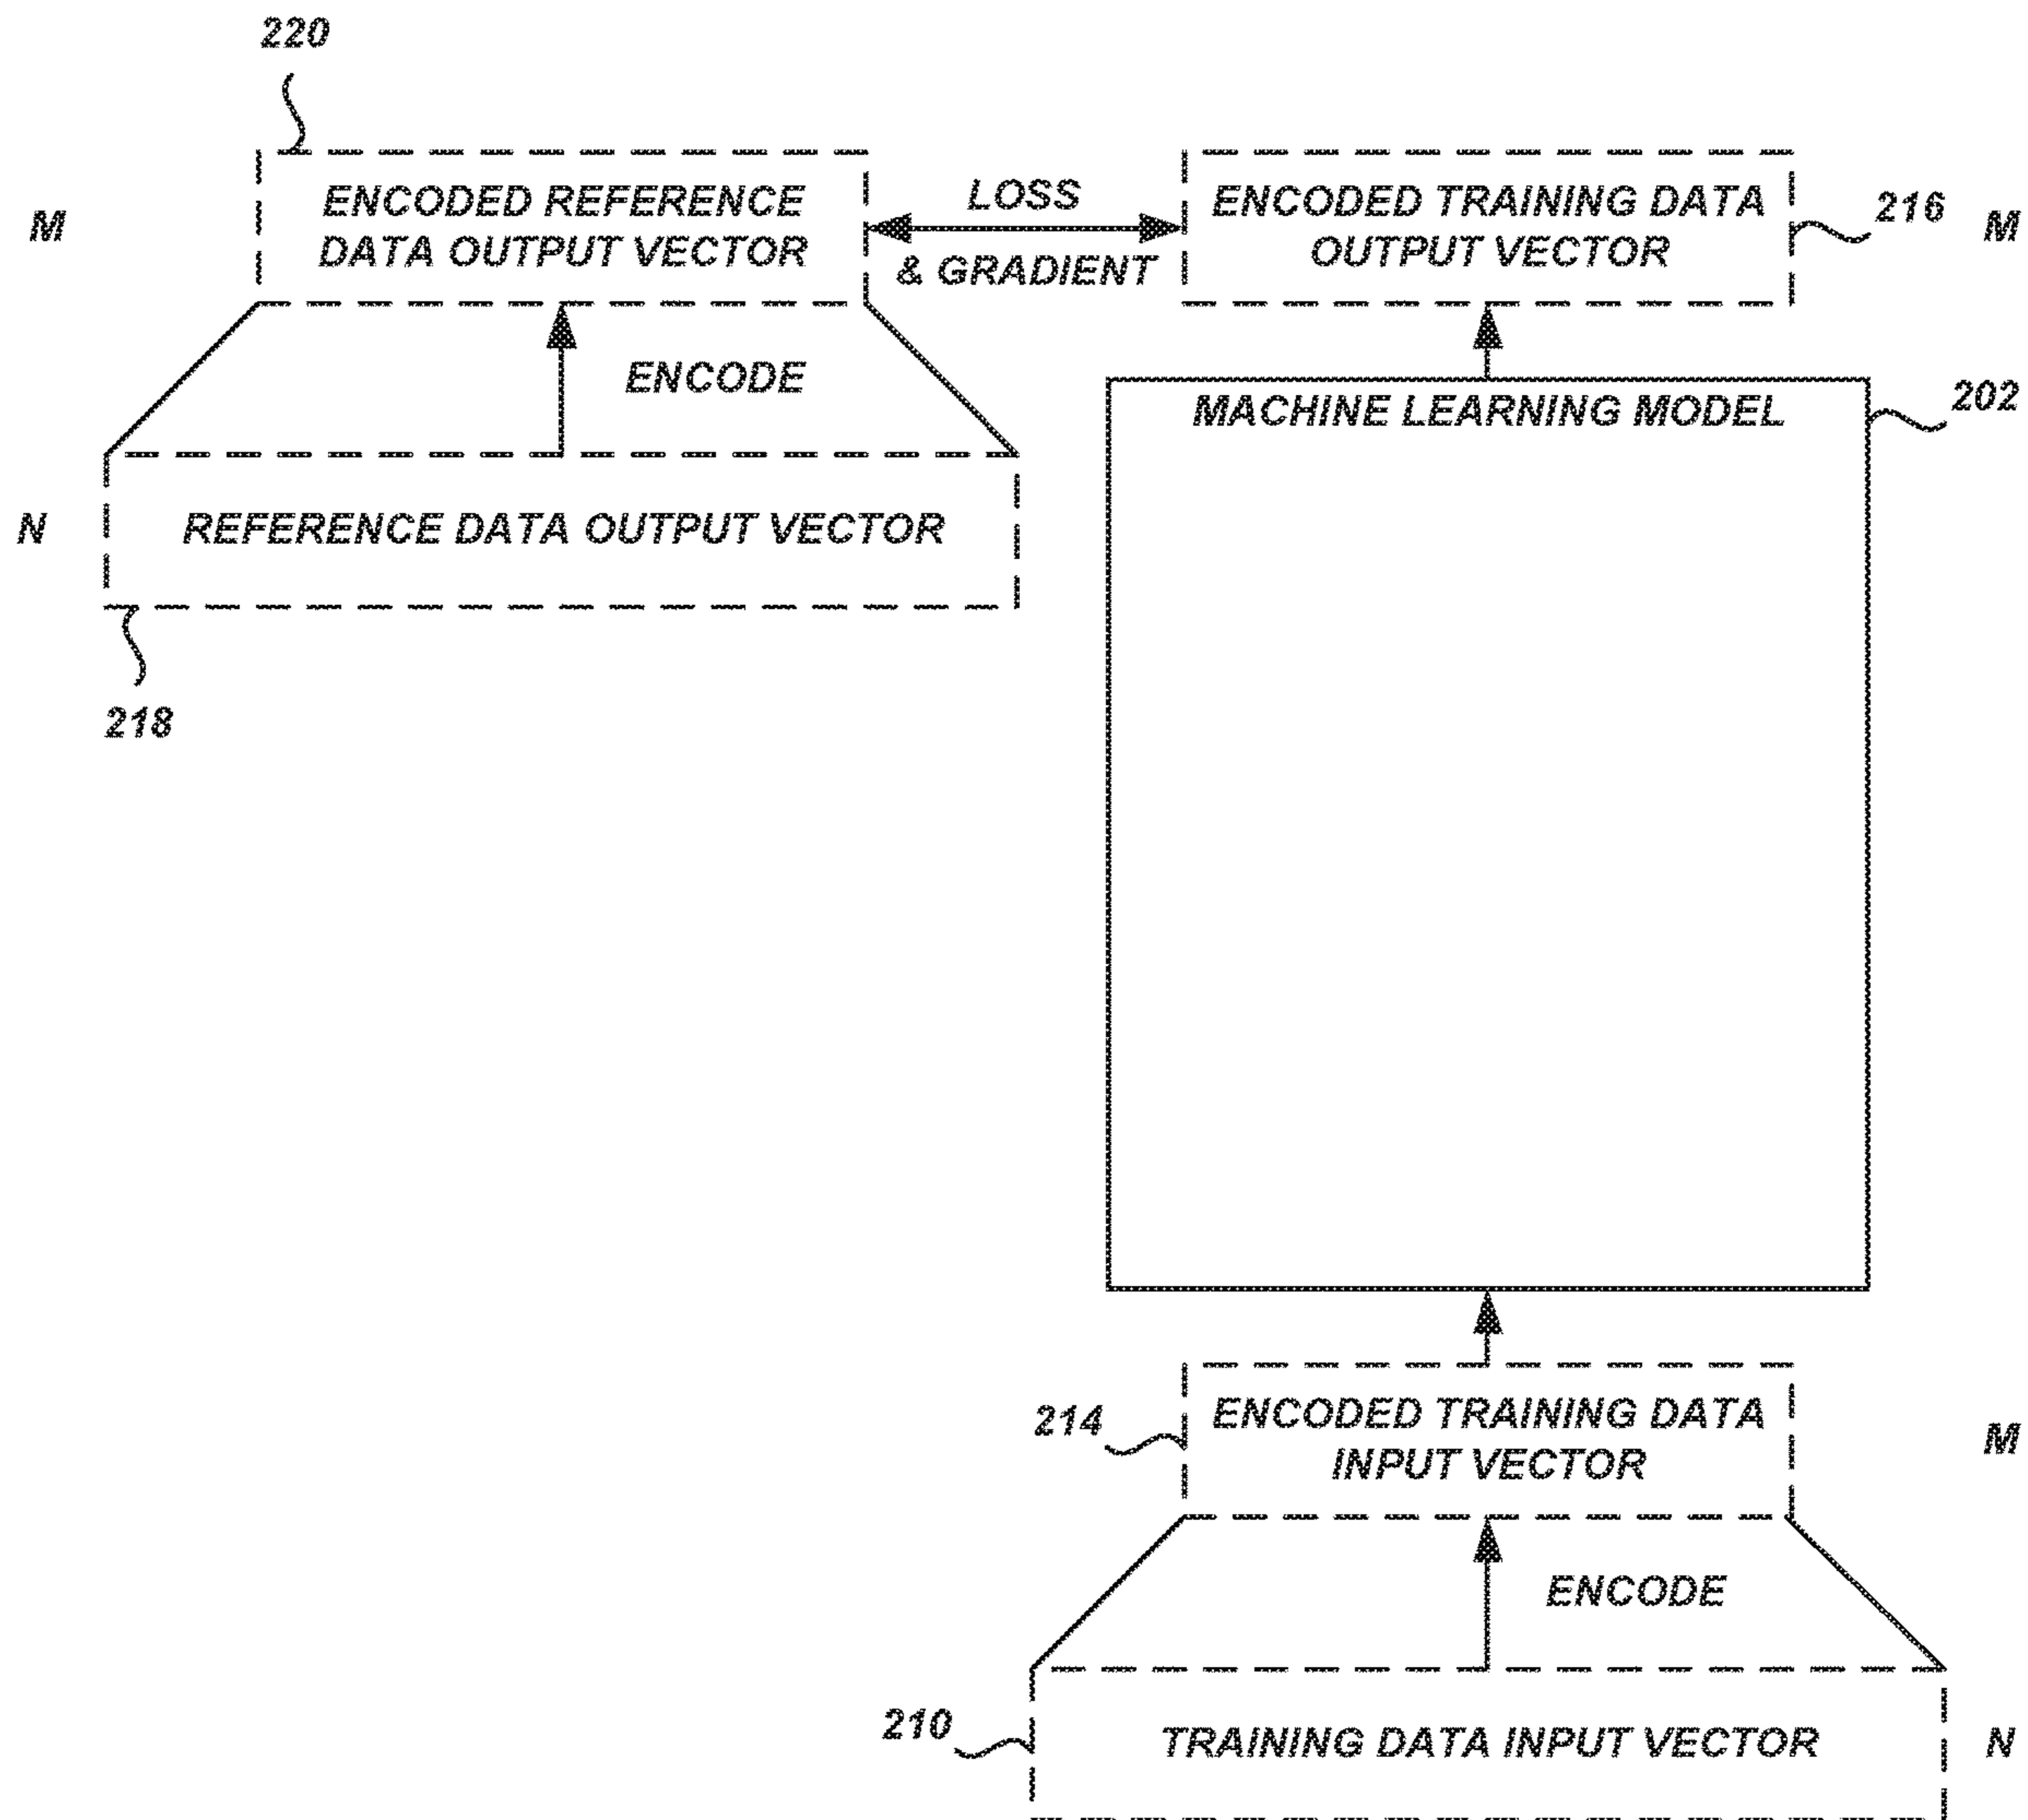 220
M
ENCODED REFERENCE
DATA OUTPUT VECTOR
LOSS
& GRADIENT
ENCODED TRAINING DATA
OUTPUT VECTOR
216
M
ENCODE
MACHINE LEARNING MODEL
202
N
REFERENCE DATA OUTPUT VECTOR
218
214
ENCODED TRAINING DATA
INPUT VECTOR
M
ENCODE
210
TRAINING DATA INPUT VECTOR
N